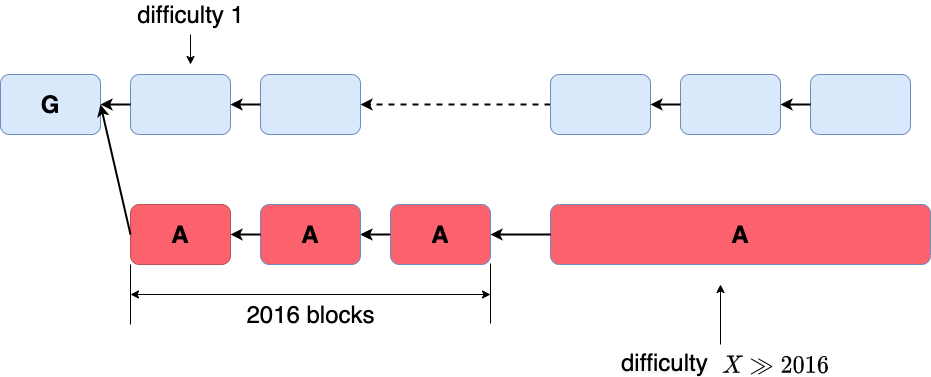 difficulty 1
G
A
A
A
A
2016 blocks
difficulty X ≫ 2016